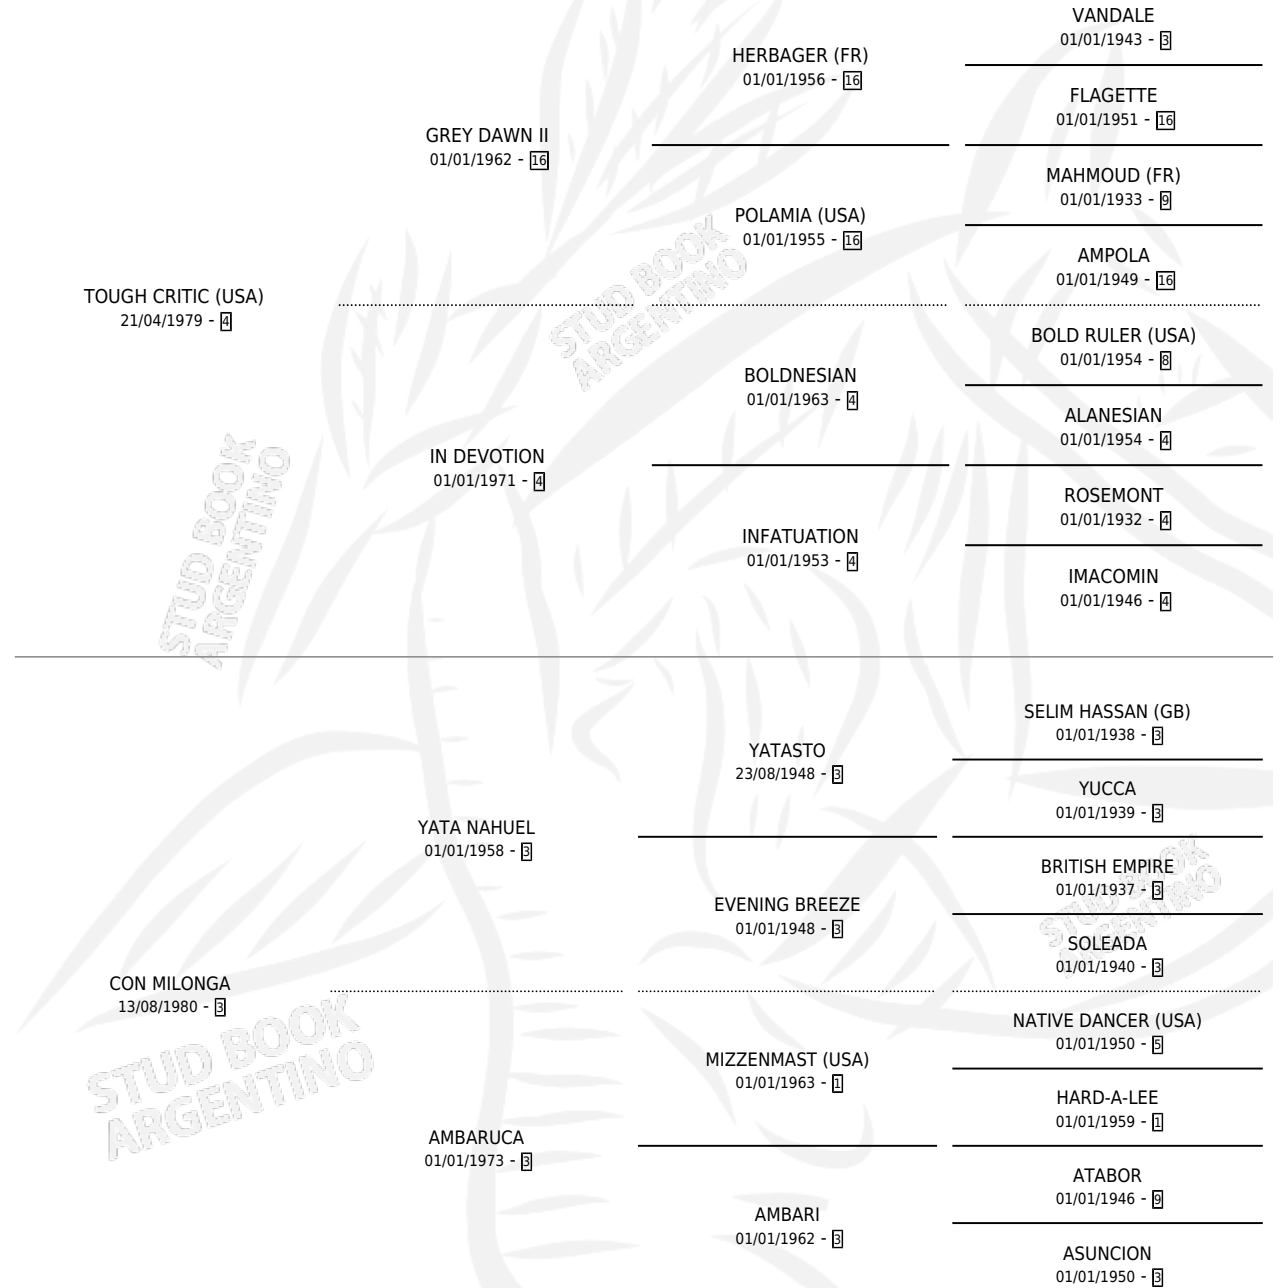 VANDALE
01/01/1943 - 3
HERBAGER (FR)
01/01/1956 - 16
FLAGETTE
01/01/1951 - 16
GREY DAWN II
01/01/1962 - 16
MAHMOUD (FR)
01/01/1933 - 9
POLAMIA (USA)
01/01/1955 - 16
AMPOLA
01/01/1949 - 16
TOUGH CRITIC (USA)
21/04/1979 - 4
BOLD RULER (USA)
01/01/1954 - 8
BOLDNESIAN
01/01/1963 - 4
ALANESIAN
01/01/1954 - 4
IN DEVOTION
01/01/1971 - 4
ROSEMONT
01/01/1932 - 4
INFATUATION
01/01/1953 - 4
IMACOMIN
01/01/1946 - 4
SELIM HASSAN (GB)
01/01/1938 - 3
YATASTO
23/08/1948 - 3
YUCCA
01/01/1939 - 3
YATA NAHUEL
01/01/1958 - 3
BRITISH EMPIRE
01/01/1937 - 3
EVENING BREEZE
01/01/1948 - 3
SOLEADA
01/01/1940 - 3
CON MILONGA
13/08/1980 - 3
NATIVE DANCER (USA)
01/01/1950 - 5
MIZZENMAST (USA)
01/01/1963 - 1
HARD-A-LEE
01/01/1959 - 1
AMBARUCA
01/01/1973 - 3
ATABOR
01/01/1946 - 9
AMBARI
01/01/1962 - 3
ASUNCION
01/01/1950 - 3
STUD BOOK
ARGENTINO
STUD BOOK
ARGENTINO
STUD BOOK
ARGENTINO
STUD BOOK
ARGENTINO